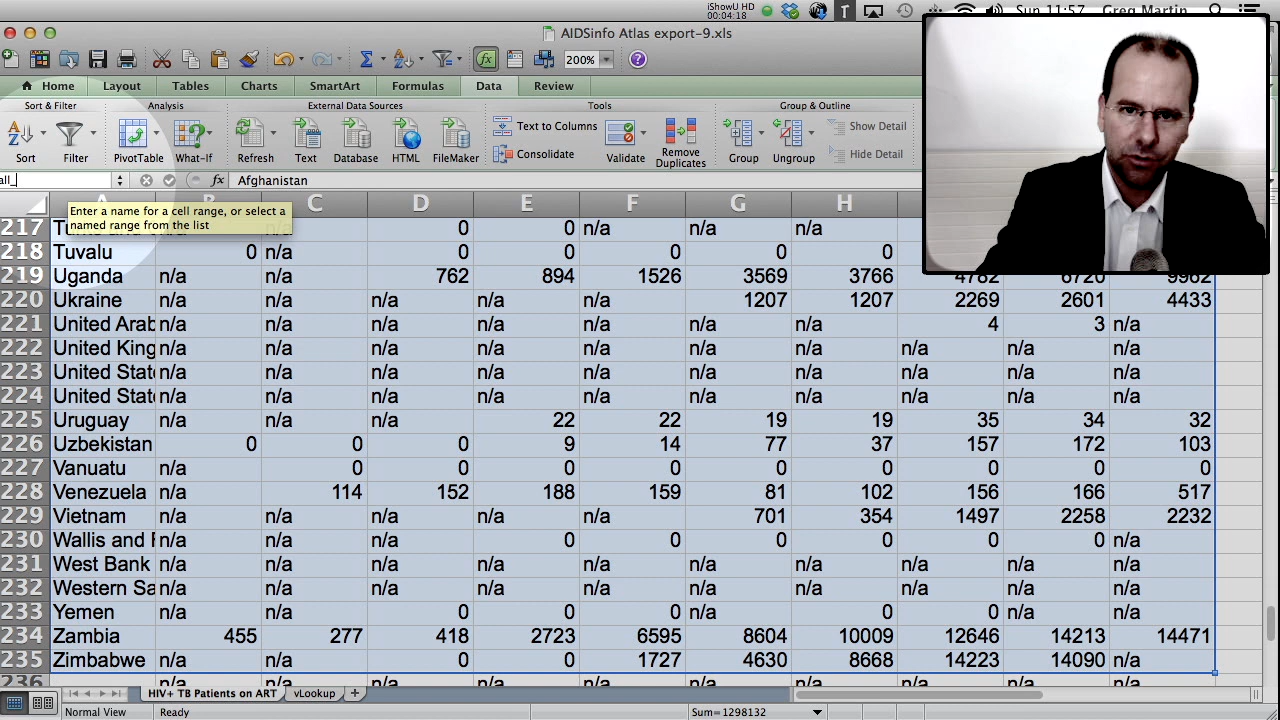 iShowU HD
00:04:18
Sun 11:57 Greg Martin
AIDSinfo Atlas export-9.xls
200%
Home Layout Tables Charts SmartArt Formulas Data Review
Sort & Filter Analysis External Data Sources Tools Group & Outline
Text to Columns
Consolidate
Show Detail
Hide Detail
Sort Filter PivotTable What-If Refresh Text Database HTML FileMaker Validate Remove Duplicates Group Ungroup
all_ fx Afghanistan
Enter a name for a cell range, or select a
named range from the list
C D E F G H
217 0 0 n/a n/a n/a
218 Tuvalu 0 n/a 0 0 0 0 0
219 Uganda n/a n/a 762 894 1526 3569 3766 4782 6720 9962
220 Ukraine n/a n/a n/a n/a n/a 1207 1207 2269 2601 4433
221 United Arab n/a n/a n/a n/a n/a n/a n/a 4 3 n/a
222 United King n/a n/a n/a n/a n/a n/a n/a n/a n/a n/a
223 United State n/a n/a n/a n/a n/a n/a n/a n/a n/a n/a
224 United State n/a n/a n/a n/a n/a n/a n/a n/a n/a n/a
225 Uruguay n/a n/a n/a 22 22 19 19 35 34 32
226 Uzbekistan 0 0 0 9 14 77 37 157 172 103
227 Vanuatu n/a 0 0 0 0 0 0 0 0 0
228 Venezuela n/a 114 152 188 159 81 102 156 166 517
229 Vietnam n/a n/a n/a n/a n/a 701 354 1497 2258 2232
230 Wallis and n/a n/a n/a 0 0 0 0 0 0 n/a
231 West Bank n/a n/a n/a n/a n/a n/a n/a n/a n/a n/a
232 Western Sa n/a n/a n/a n/a n/a n/a n/a n/a n/a n/a
233 Yemen n/a n/a 0 0 0 n/a 0 0 n/a n/a
234 Zambia 455 277 418 2723 6595 8604 10009 12646 14213 14471
235 Zimbabwe n/a n/a 0 0 1727 4630 8668 14223 14090 n/a
236 n/a n/a n/a n/a n/a n/a n/a n/a n/a n/a
HIV+ TB Patients on ART vLookup
Normal View Ready Sum=1298132